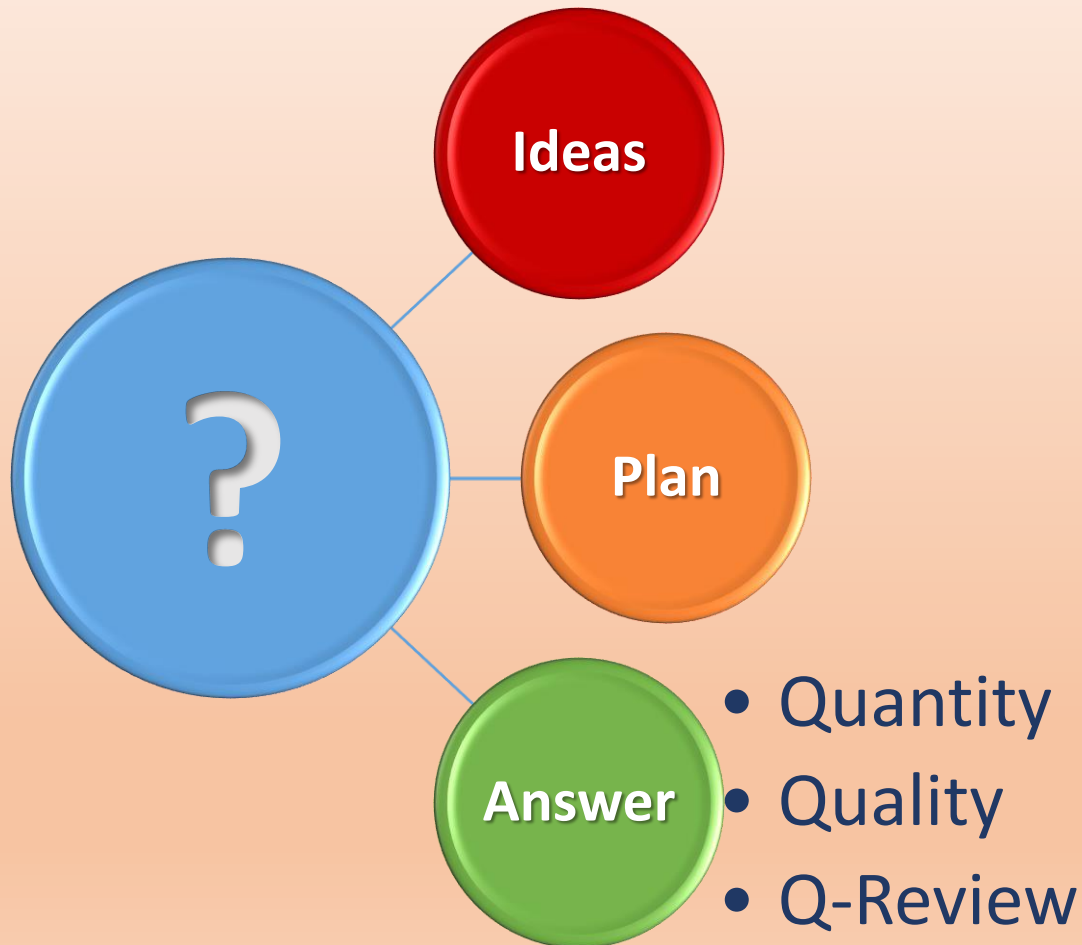 Ideas
?
Plan
Answer
• Quantity
• Quality
• Q-Review